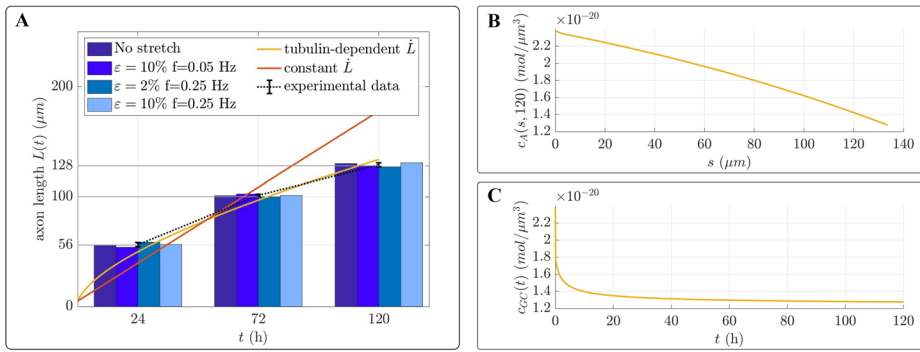 A
No stretch
ε = 10% f=0.05 Hz
ε = 2% f=0.25 Hz
ε = 10% f=0.25 Hz
tubulin-dependent L̇
constant L̇
experimental data
axon length L(t) (μm)
200
128
100
56
0
24
72
120
t (h)
B
×10⁻²⁰
c_A(s, 120) (mol/μm³)
2.2
2
1.8
1.6
1.4
1.2
0
20
40
60
80
100
120
140
s (μm)
C
×10⁻²⁰
c_GC(t) (mol/μm³)
2.2
2
1.8
1.6
1.4
1.2
0
20
40
60
80
100
120
t (h)